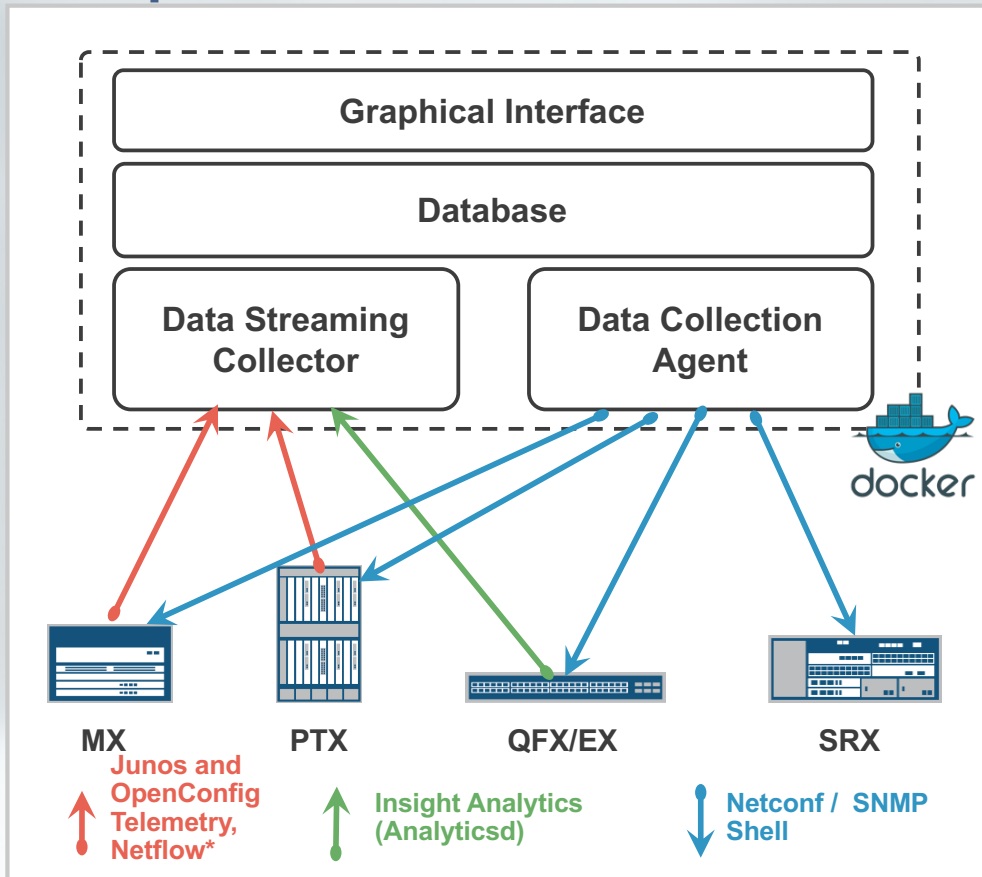 Graphical Interface
Database
Data Streaming
Collector
Data Collection
Agent
docker
MX
PTX
QFX/EX
SRX
Junos and
OpenConfig
Telemetry,
Netflow*
Insight Analytics
(Analyticsd)
Netconf / SNMP
Shell